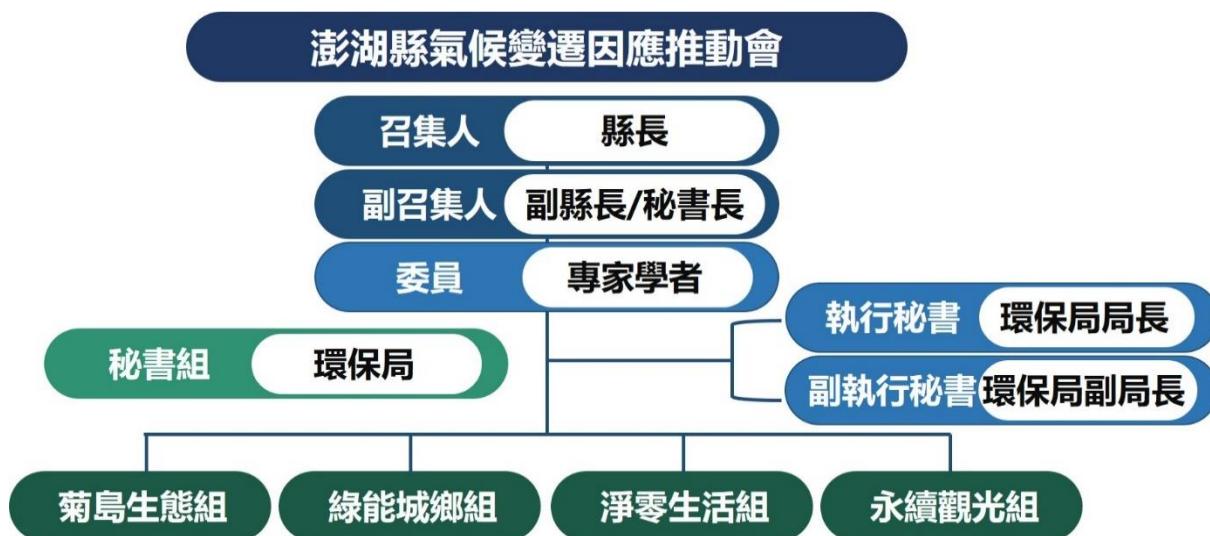 澎湖縣氣候變遷因應推動會
召集人 縣長
副召集人 副縣長/秘書長
委員 專家學者
執行秘書 環保局局長
秘書組 環保局
副執行秘書 環保局副局長
菊島生態組 綠能城鄉組 淨零生活組 永續觀光組